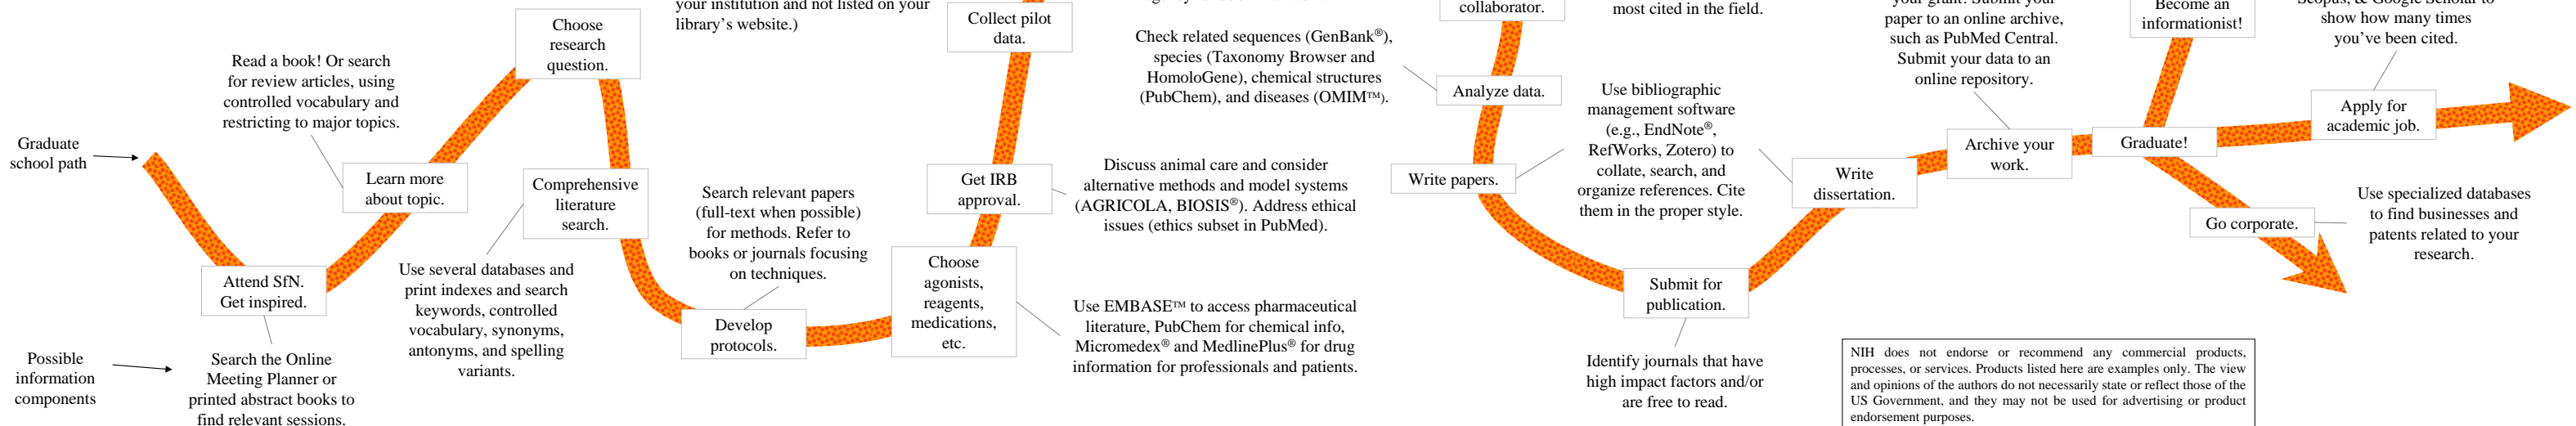 Graduate
school path
Possible
information
components
Attend SfN.
Get inspired.
Search the Online
Meeting Planner or
printed abstract books to
find relevant sessions.
Read a book! Or search
for review articles, using
controlled vocabulary and
restricting to major topics.
Learn more
about topic.
Choose
research
question.
Comprehensive
literature
search.
Use several databases and
print indexes and search
keywords, controlled
vocabulary, synonyms,
antonyms, and spelling
variants.
your institution and not listed on your
library’s website.)
Search relevant papers
(full-text when possible)
for methods. Refer to
books or journals focusing
on techniques.
Develop
protocols.
Choose
agonists,
reagents,
medications,
etc.
Use EMBASE™ to access pharmaceutical
literature, PubChem for chemical info,
Micromedex® and MedlinePlus® for drug
information for professionals and patients.
Get IRB
approval.
Discuss animal care and consider
alternative methods and model systems
(AGRICOLA, BIOSIS®). Address ethical
issues (ethics subset in PubMed).
Collect pilot
data.
Check related sequences (GenBank®),
species (Taxonomy Browser and
HomoloGene), chemical structures
(PubChem), and diseases (OMIM™).
collaborator.
Analyze data.
Write papers.
most cited in the field.
Use bibliographic
management software
(e.g., EndNote®,
RefWorks, Zotero) to
collate, search, and
organize references. Cite
them in the proper style.
Submit for
publication.
Identify journals that have
high impact factors and/or
are free to read.
Write
dissertation.
your grant? Submit your
paper to an online archive,
such as PubMed Central.
Submit your data to an
online repository.
Archive your
work.
Graduate!
Become an
informationist!
Scopus, & Google Scholar to
show how many times
you’ve been cited.
Apply for
academic job.
Go corporate.
Use specialized databases
to find businesses and
patents related to your
research.
NIH does not endorse or recommend any commercial products,
processes, or services. Products listed here are examples only. The view
and opinions of the authors do not necessarily state or reflect those of the
US Government, and they may not be used for advertising or product
endorsement purposes.